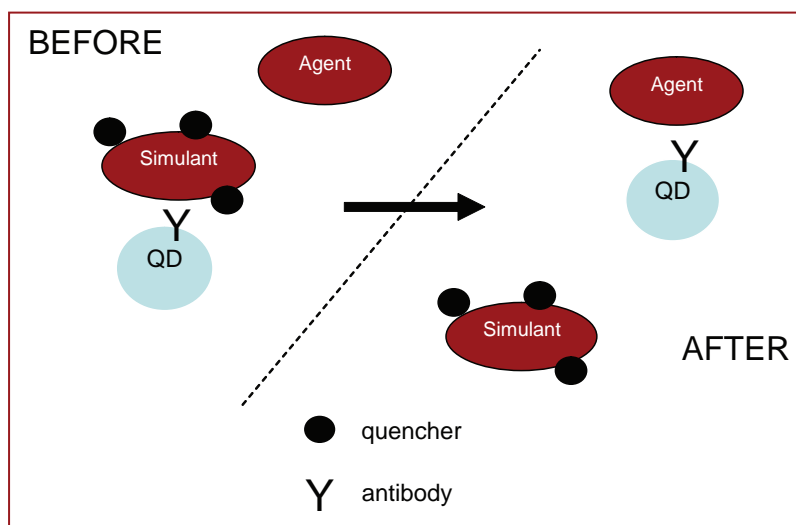 BEFORE
Agent
Simulant
Y
QD
Agent
Y
QD
Simulant
AFTER
quencher
Y antibody